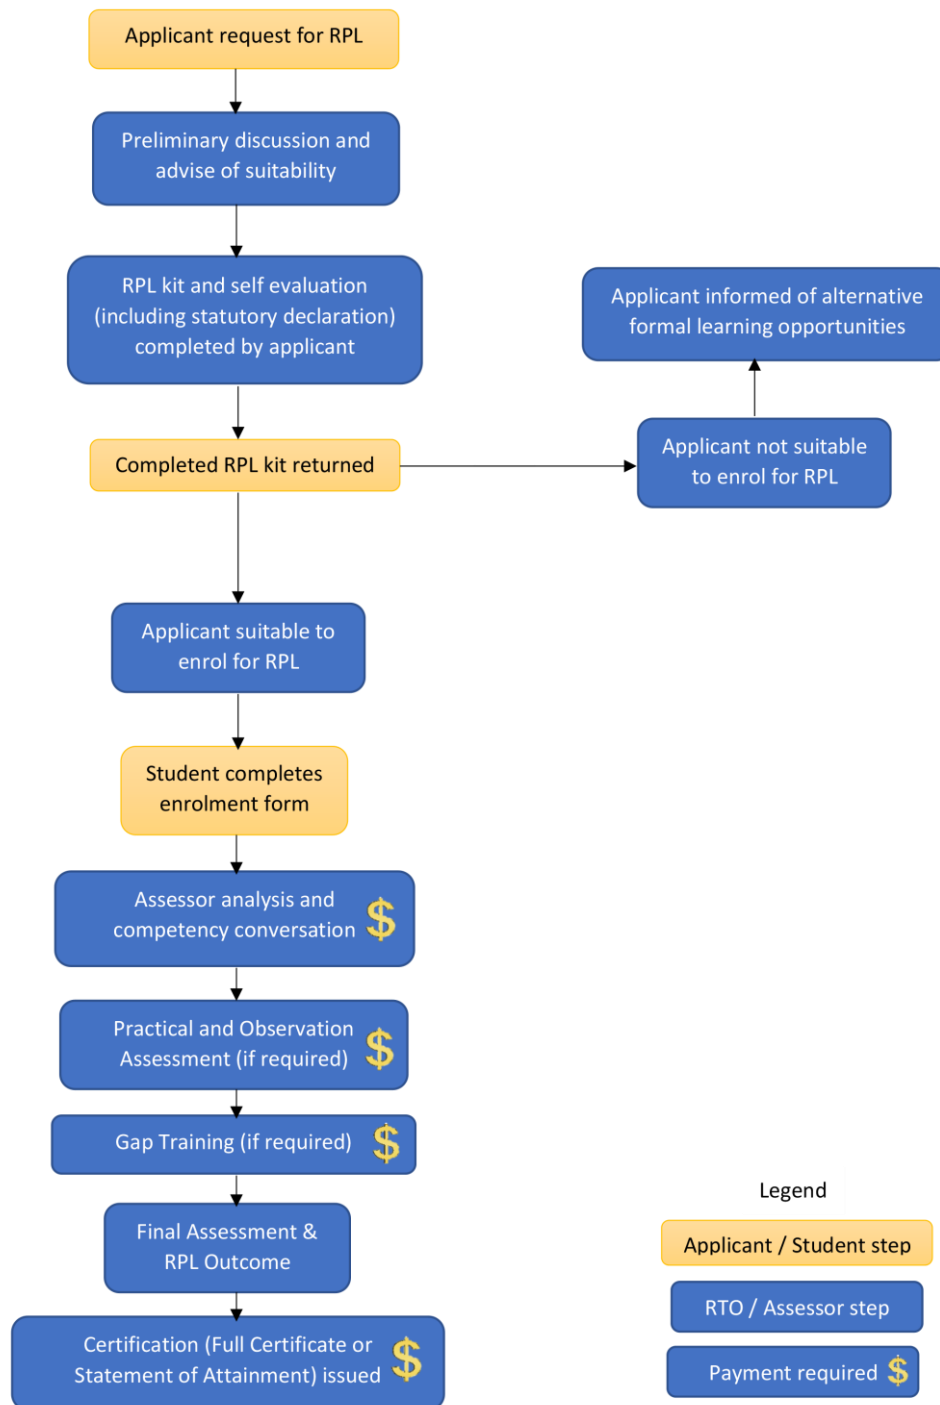 Applicant request for RPL
Preliminary discussion and
advise of suitability
RPL kit and self evaluation
(including statutory declaration)
completed by applicant
Applicant informed of alternative
formal learning opportunities
Completed RPL kit returned
Applicant not suitable
to enrol for RPL
Applicant suitable to
enrol for RPL
Student completes
enrolment form
Assessor analysis and
competency conversation $
Practical and Observation
Assessment (if required) $
Gap Training (if required) $
Final Assessment &
RPL Outcome
Certification (Full Certificate or
Statement of Attainment) issued $
Legend
Applicant / Student step
RTO / Assessor step
Payment required $